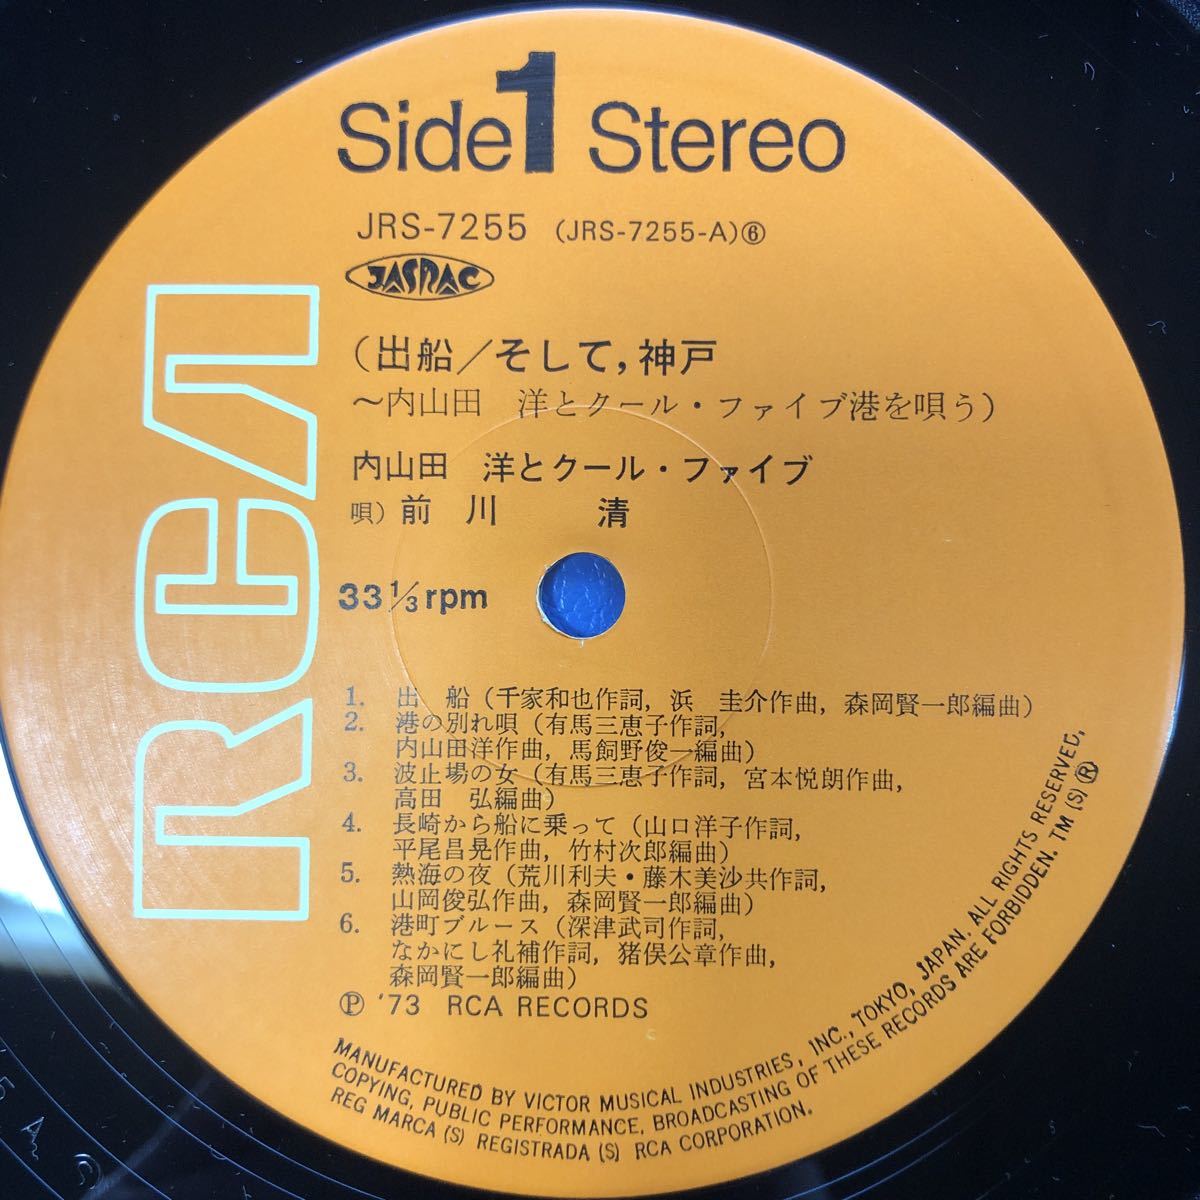 Side 1 Stereo
JRS-7255 (JRS-7255-A)⑥
JASRAC
RCA
(出船/そして,神戸
〜内山田 洋とクール・ファイブ港を唄う)
内山田 洋とクール・ファイブ
唄) 前川 清
33 1/3 rpm
1. 出 船 (千家和也作詞, 浜 圭介作曲, 森岡賢一郎編曲)
2. 港の別れ唄 (有馬三恵子作詞,
内山田洋作曲, 馬飼野俊一編曲)
3. 波止場の女 (有馬三恵子作詞, 宮本悦朗作曲,
高田 弘編曲)
4. 長崎から船に乗って (山口洋子作詞,
平尾昌晃作曲, 竹村次郎編曲)
5. 熱海の夜 (荒川利夫・藤木美沙共作詞,
山岡俊弘作曲, 森岡賢一郎編曲)
6. 港町ブルース (深津武司作詞,
なかにし礼補作詞, 猪俣公章作曲,
森岡賢一郎編曲)
℗ '73 RCA RECORDS
MANUFACTURED BY VICTOR MUSICAL INDUSTRIES, INC., TOKYO, JAPAN. ALL RIGHTS RESERVED,
COPYING, PUBLIC PERFORMANCE, BROADCASTING OF THESE RECORDS ARE FORBIDDEN. TM (S) ®
REG MARCA (S) REGISTRADA (S) RCA CORPORATION.